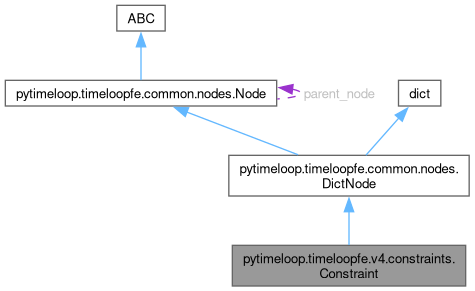 ABC
pytimeloop.timeloopfe.common.nodes.Node
parent_node
dict
pytimeloop.timeloopfe.common.nodes.
DictNode
pytimeloop.timeloopfe.v4.constraints.
Constraint